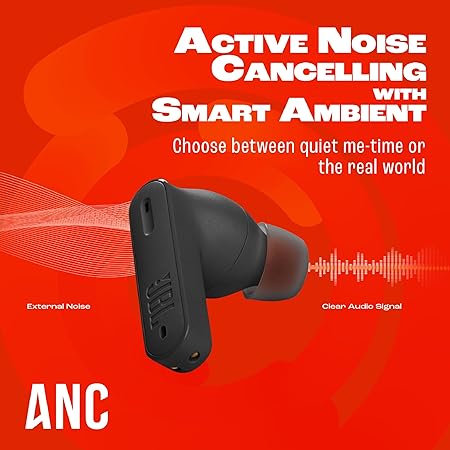 ACTIVE NOISE
CANCELLING
WITH
SMART AMBIENT
Choose between quiet me-time or
the real world
JBL
External Noise
Clear Audio Signal
ANC